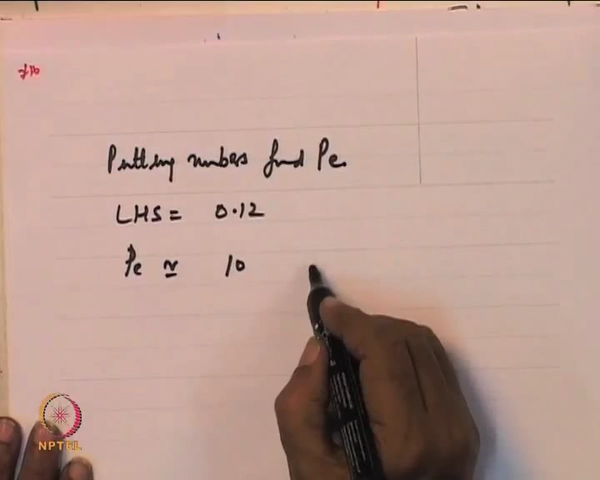 Putting numbers find Pe.
LHS = 0.12
Pe ≃ 10
NPTEL